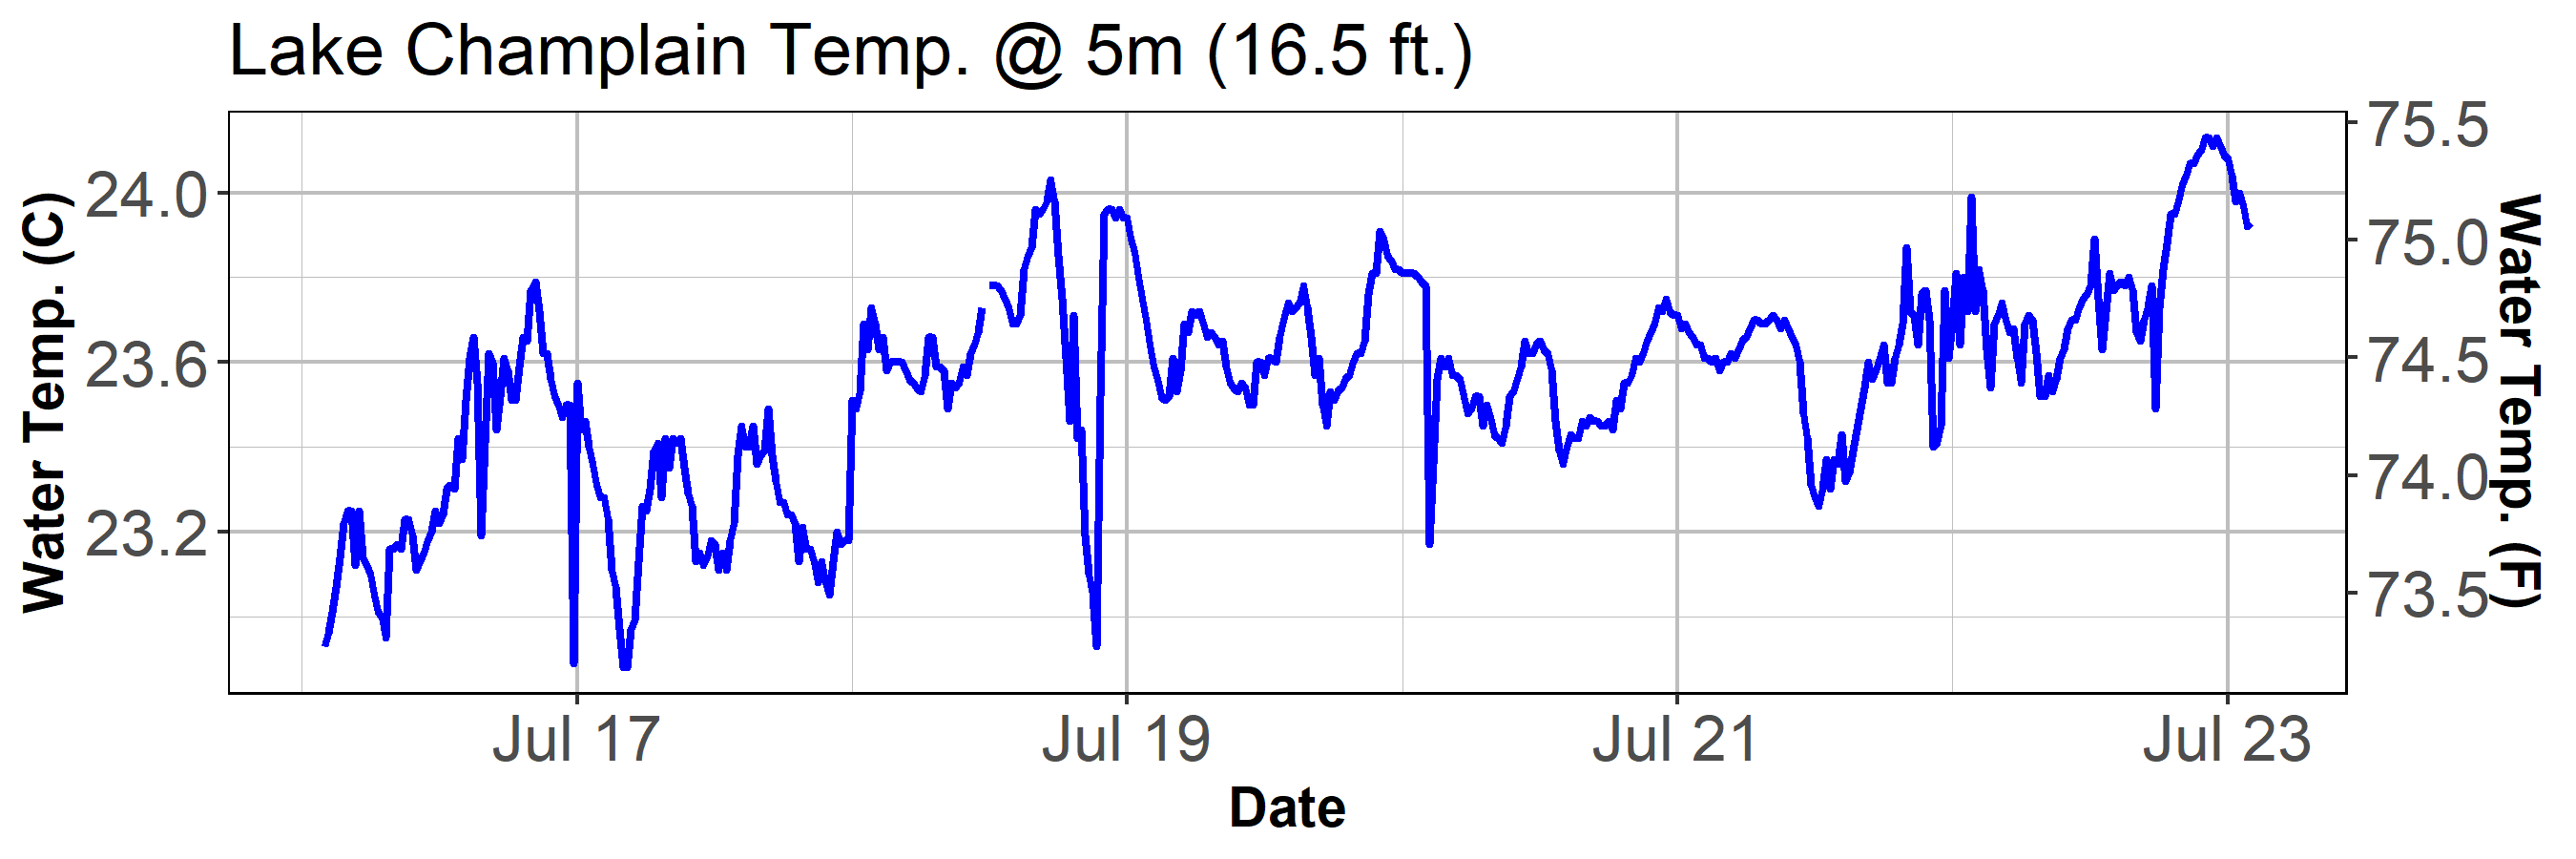 Lake Champlain Temp. @ 5m (16.5 ft.)
Water Temp. (C)
24.0
23.6
23.2
75.5
75.0
74.5
74.0
73.5
Water Temp. (F)
Jul 17
Jul 19
Jul 21
Jul 23
Date